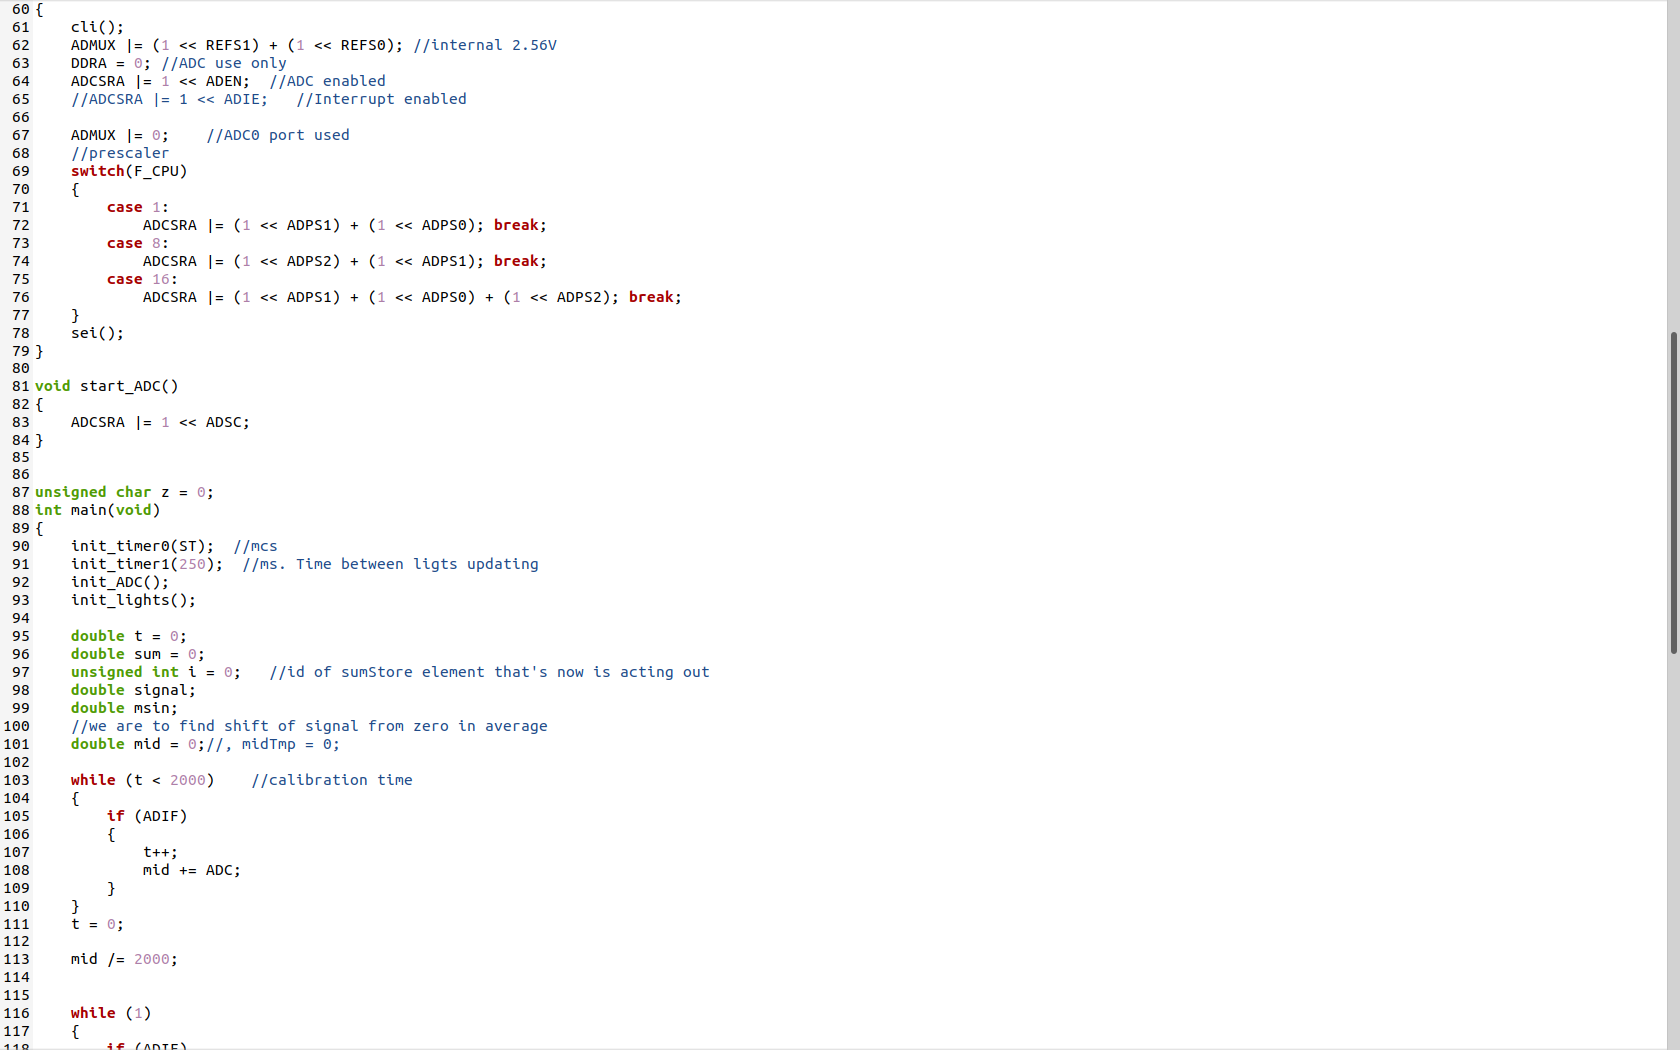 60 {
61     cli();
62     ADMUX |= (1 << REFS1) + (1 << REFS0); //internal 2.56V
63     DDRA = 0; //ADC use only
64     ADCSRA |= 1 << ADEN;  //ADC enabled
65     //ADCSRA |= 1 << ADIE;   //Interrupt enabled
66
67     ADMUX |= 0;    //ADC0 port used
68     //prescaler
69     switch(F_CPU)
70     {
71         case 1:
72             ADCSRA |= (1 << ADPS1) + (1 << ADPS0); break;
73         case 8:
74             ADCSRA |= (1 << ADPS2) + (1 << ADPS1); break;
75         case 16:
76             ADCSRA |= (1 << ADPS1) + (1 << ADPS0) + (1 << ADPS2); break;
77     }
78     sei();
79 }
80
81 void start_ADC()
82 {
83     ADCSRA |= 1 << ADSC;
84 }
85
86
87 unsigned char z = 0;
88 int main(void)
89 {
90     init_timer0(ST);  //mcs
91     init_timer1(250);  //ms. Time between ligts updating
92     init_ADC();
93     init_lights();
94
95     double t = 0;
96     double sum = 0;
97     unsigned int i = 0;   //id of sumStore element that's now is acting out
98     double signal;
99     double msin;
100     //we are to find shift of signal from zero in average
101     double mid = 0;//, midTmp = 0;
102
103     while (t < 2000)    //calibration time
104     {
105         if (ADIF)
106         {
107             t++;
108             mid += ADC;
109         }
110     }
111     t = 0;
112
113     mid /= 2000;
114
115
116     while (1)
117     {
118         if (ADIF)